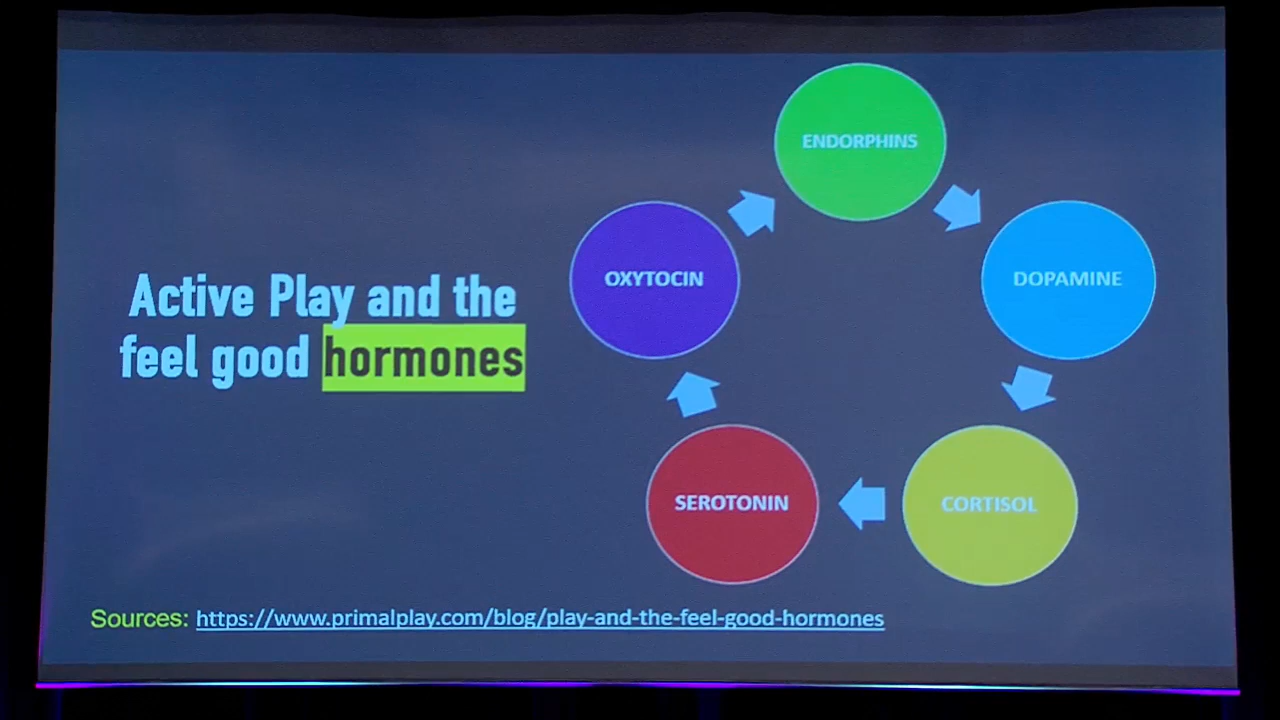 Active Play and the
feel good hormones
ENDORPHINS
DOPAMINE
CORTISOL
SEROTONIN
OXYTOCIN
Sources: https://www.primalplay.com/blog/play-and-the-feel-good-hormones